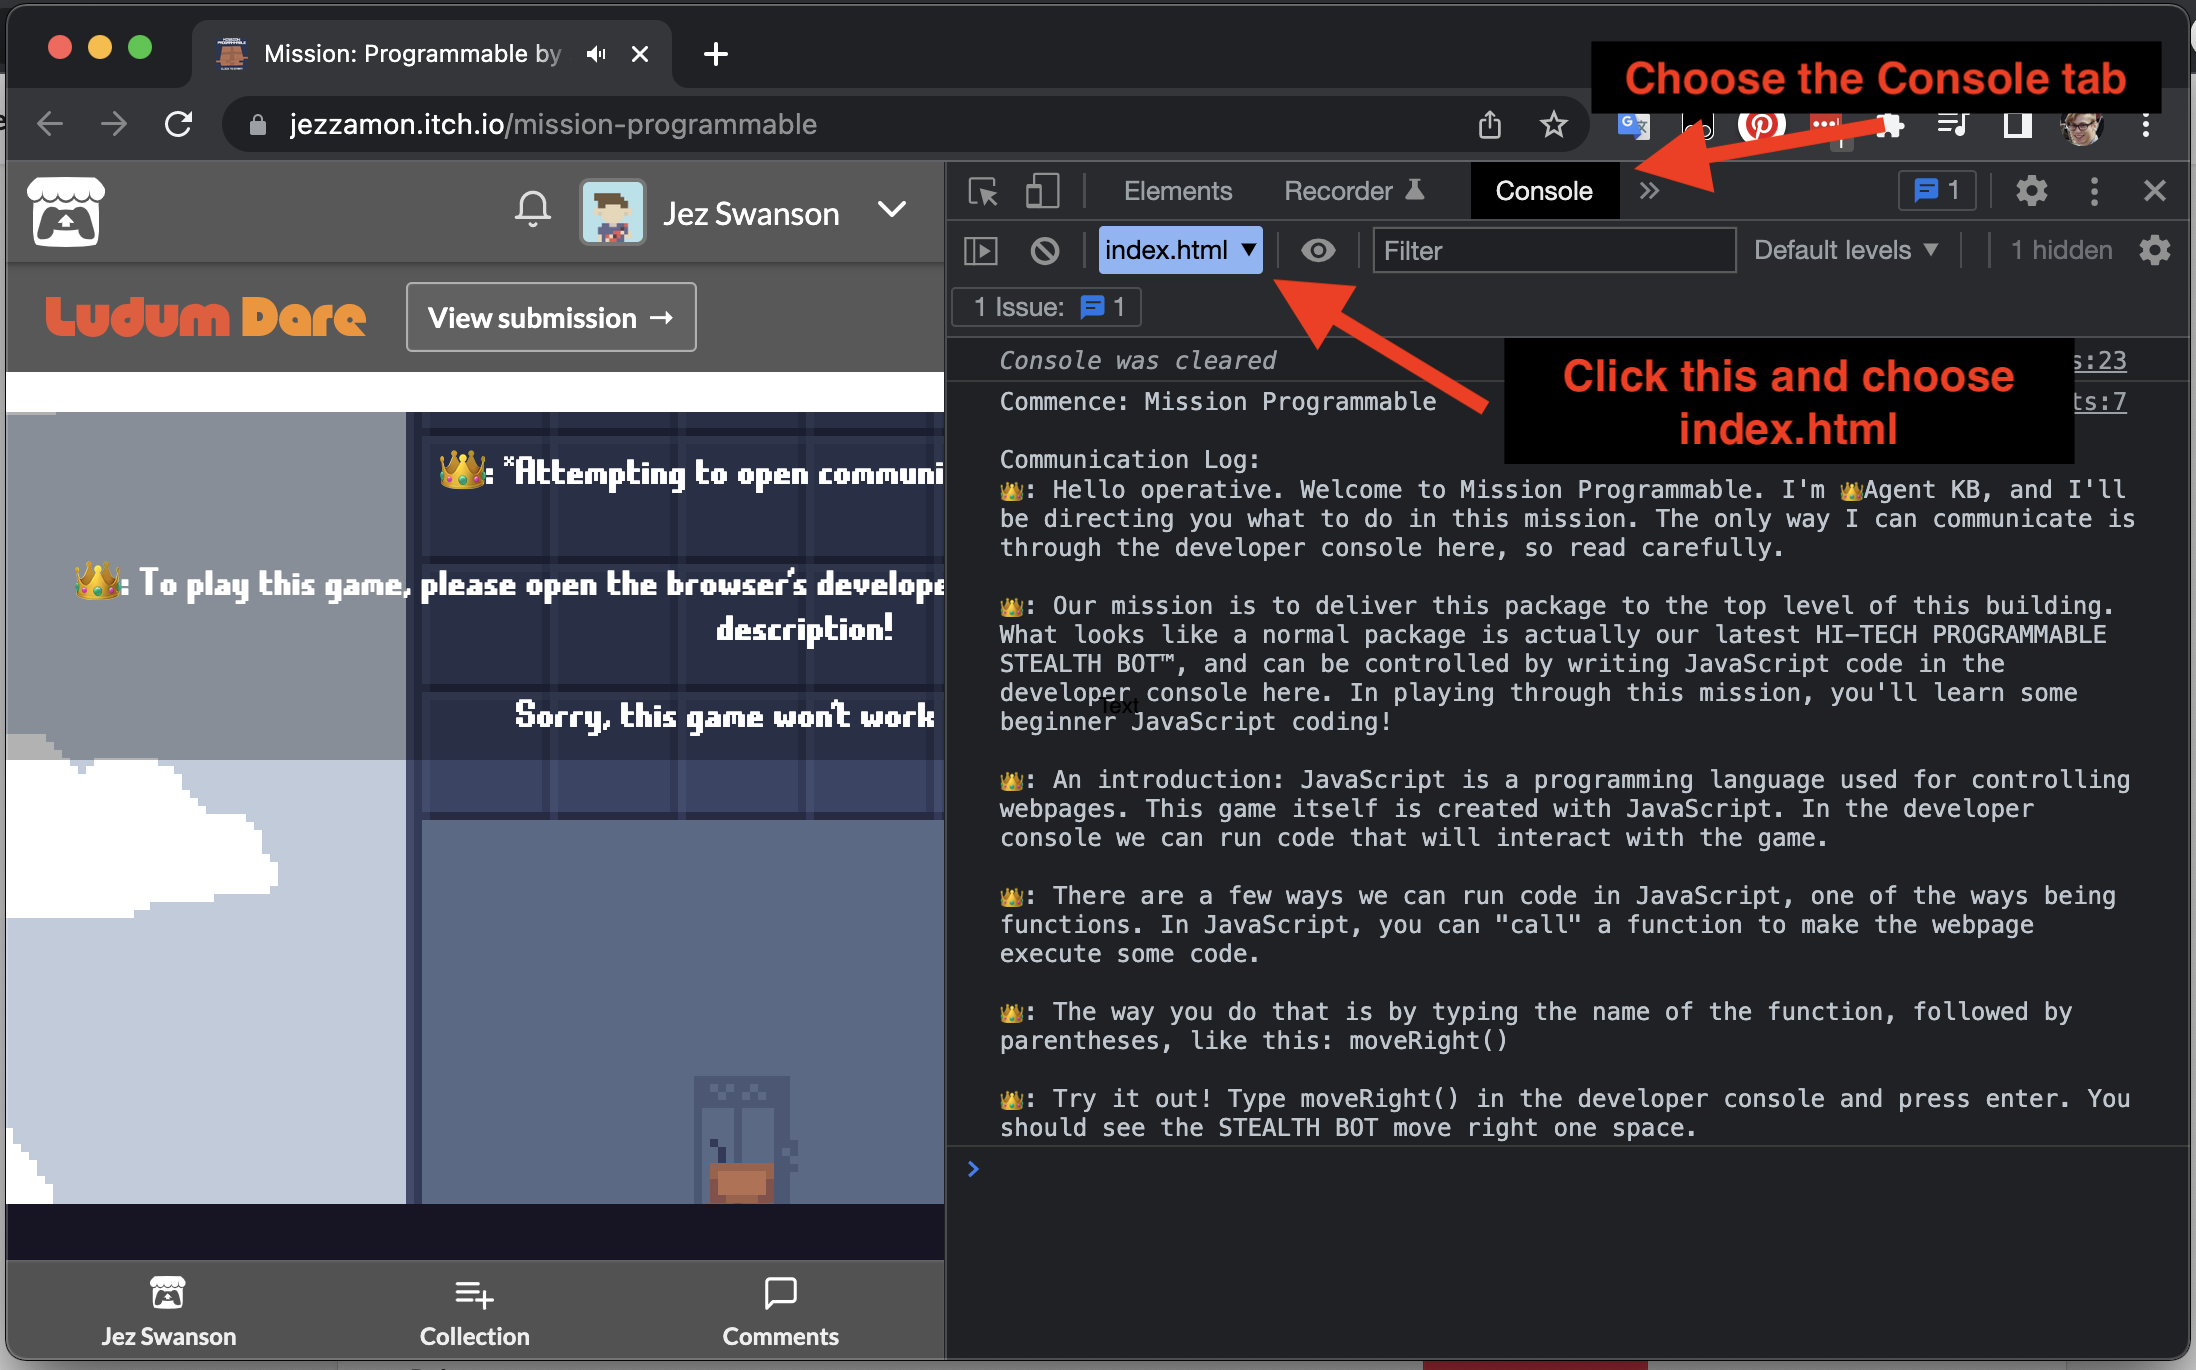 Mission: Programmable by
Choose the Console tab
jezzamon.itch.io/mission-programmable
Jez Swanson
Elements
Recorder
Console
1
index.html ▼
Filter
Default levels ▼
1 hidden
Ludum Dare
View submission →
1 Issue:
1
Click this and choose
index.html
Console was cleared
s:23
Commence: Mission Programmable
ts:7
Communication Log:
👑: Hello operative. Welcome to Mission Programmable. I'm 👑Agent KB, and I'll
be directing you what to do in this mission. The only way I can communicate is
through the developer console here, so read carefully.
👑: Our mission is to deliver this package to the top level of this building.
What looks like a normal package is actually our latest HI-TECH PROGRAMMABLE
STEALTH BOT™, and can be controlled by writing JavaScript code in the
developer console here. In playing through this mission, you'll learn some
Text
beginner JavaScript coding!
👑: An introduction: JavaScript is a programming language used for controlling
webpages. This game itself is created with JavaScript. In the developer
console we can run code that will interact with the game.
👑: There are a few ways we can run code in JavaScript, one of the ways being
functions. In JavaScript, you can "call" a function to make the webpage
execute some code.
👑: The way you do that is by typing the name of the function, followed by
parentheses, like this: moveRight()
👑: Try it out! Type moveRight() in the developer console and press enter. You
should see the STEALTH BOT move right one space.
👑: *Attempting to open communi
👑: To play this game, please open the browser's develope
description!
Sorry, this game won't work
Jez Swanson
Collection
Comments